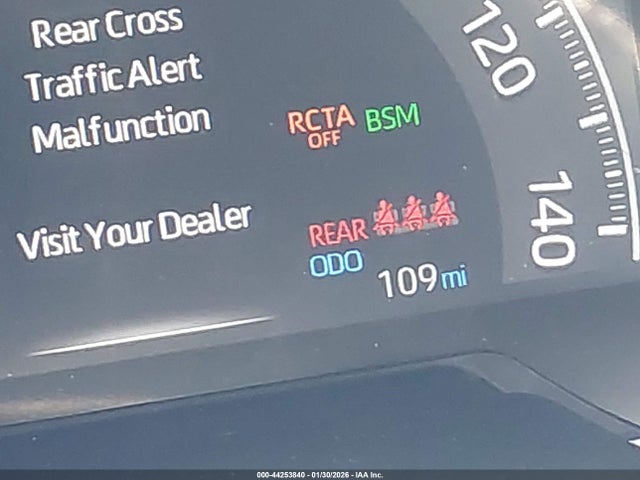 Rear Cross
Traffic Alert
Malfunction
RCTA BSM
OFF
Visit Your Dealer
REAR
ODO
109 mi
120
140
000-44253840 - 01/30/2026 - IAA Inc.